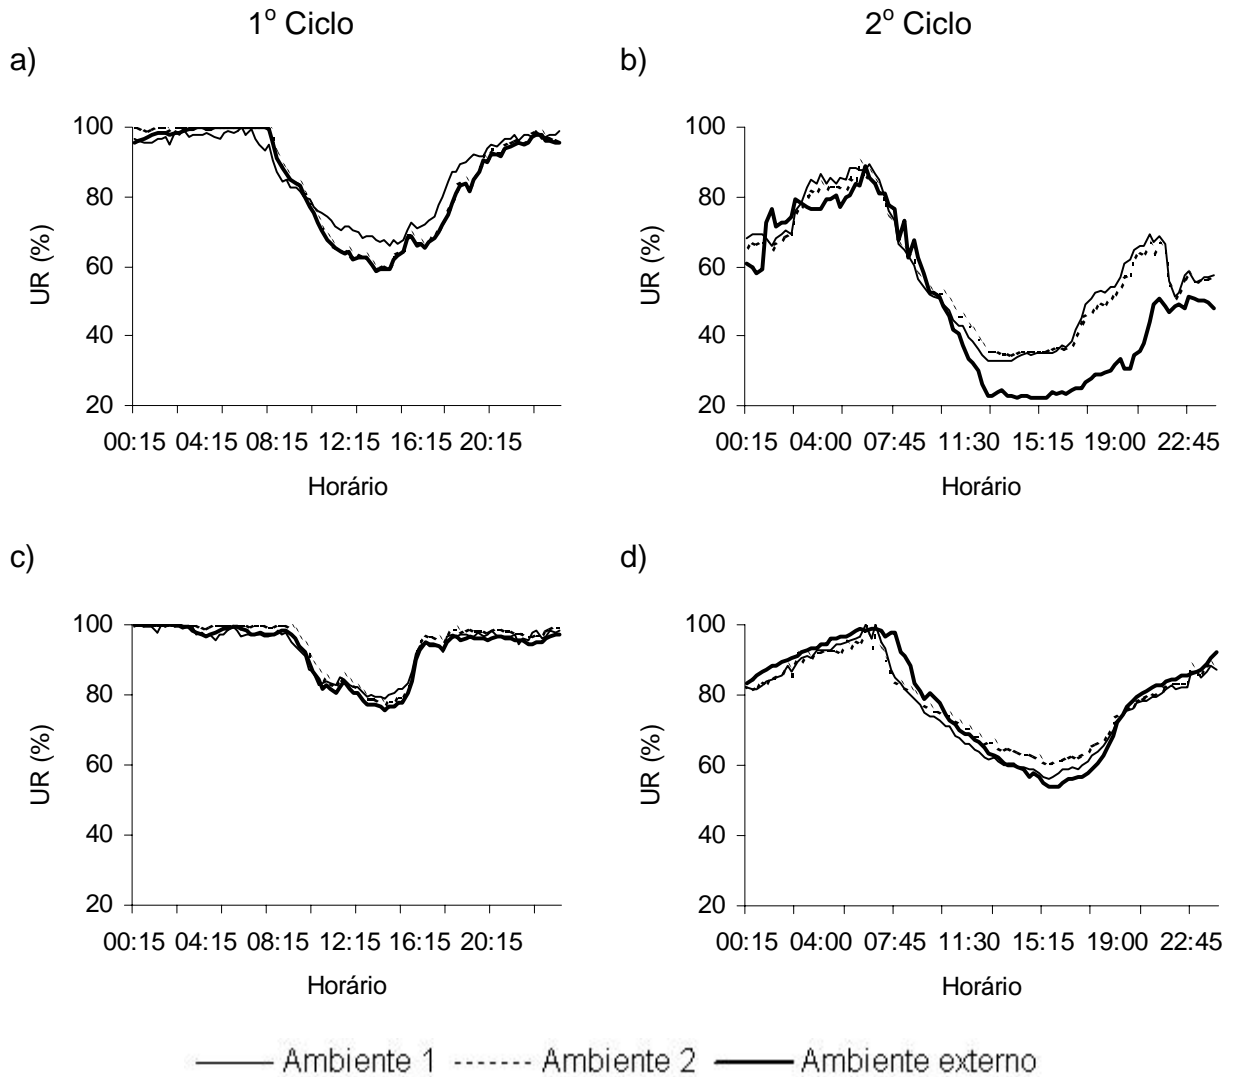 1º Ciclo 2º Ciclo
a) b)
100
80
60
40
20
UR (%)
00:15 04:15 08:15 12:15 16:15 20:15
Horário
100
80
60
40
20
UR (%)
00:15 04:00 07:45 11:30 15:15 19:00 22:45
Horário
c) d)
100
80
60
40
20
UR (%)
00:15 04:15 08:15 12:15 16:15 20:15
Horário
100
80
60
40
20
UR (%)
00:15 04:00 07:45 11:30 15:15 19:00 22:45
Horário
Ambiente 1 Ambiente 2 Ambiente externo